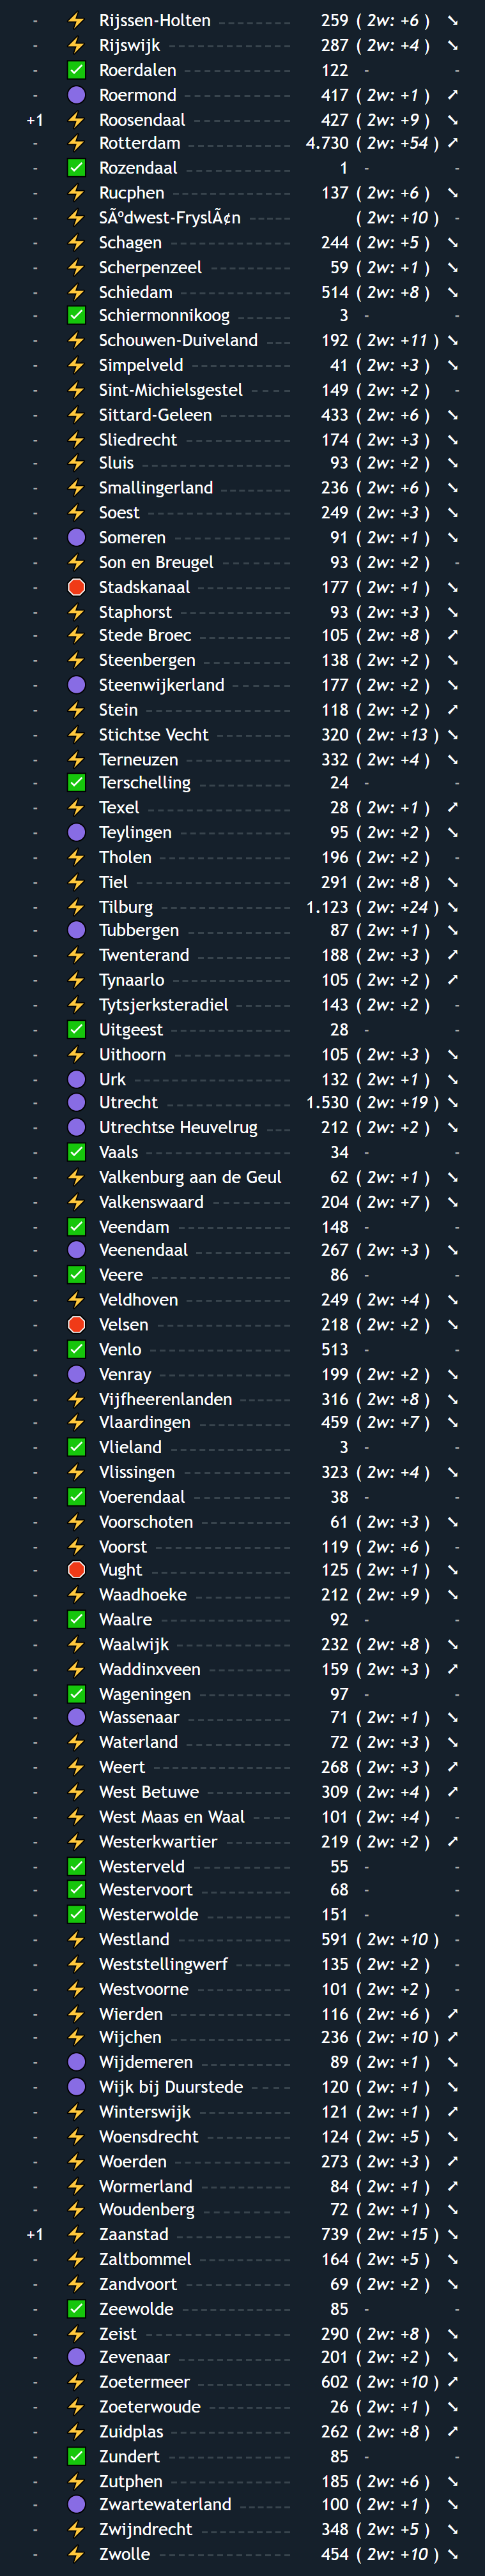 - ⚡ Rijssen-Holten 259 ( 2w: +6 ) ➘
- ⚡ Rijswijk 287 ( 2w: +4 ) ➘
- ✅ Roerdalen 122 - -
- 🟣 Roermond 417 ( 2w: +1 ) ➚
+1 ⚡ Roosendaal 427 ( 2w: +9 ) ➘
- ⚡ Rotterdam 4.730 ( 2w: +54 ) ➚
- ✅ Rozendaal 1 - -
- ⚡ Rucphen 137 ( 2w: +6 ) ➘
- ⚡ SÃºdwest-FryslÃ¢n ( 2w: +10 ) -
- ⚡ Schagen 244 ( 2w: +5 ) ➘
- ⚡ Scherpenzeel 59 ( 2w: +1 ) ➘
- ⚡ Schiedam 514 ( 2w: +8 ) ➘
- ✅ Schiermonnikoog 3 - -
- ⚡ Schouwen-Duiveland 192 ( 2w: +11 ) ➘
- ⚡ Simpelveld 41 ( 2w: +3 ) ➘
- ⚡ Sint-Michielsgestel 149 ( 2w: +2 ) -
- ⚡ Sittard-Geleen 433 ( 2w: +6 ) ➘
- ⚡ Sliedrecht 174 ( 2w: +3 ) ➘
- ⚡ Sluis 93 ( 2w: +2 ) ➘
- ⚡ Smallingerland 236 ( 2w: +6 ) ➘
- ⚡ Soest 249 ( 2w: +3 ) ➘
- 🟣 Someren 91 ( 2w: +1 ) ➘
- ⚡ Son en Breugel 93 ( 2w: +2 ) -
- 🛑 Stadskanaal 177 ( 2w: +1 ) ➘
- ⚡ Staphorst 93 ( 2w: +3 ) ➘
- ⚡ Stede Broec 105 ( 2w: +8 ) ➚
- ⚡ Steenbergen 138 ( 2w: +2 ) ➘
- 🟣 Steenwijkerland 177 ( 2w: +2 ) ➘
- ⚡ Stein 118 ( 2w: +2 ) ➚
- ⚡ Stichtse Vecht 320 ( 2w: +13 ) ➘
- ⚡ Terneuzen 332 ( 2w: +4 ) ➘
- ✅ Terschelling 24 - -
- ⚡ Texel 28 ( 2w: +1 ) ➚
- 🟣 Teylingen 95 ( 2w: +2 ) ➘
- ⚡ Tholen 196 ( 2w: +2 ) -
- ⚡ Tiel 291 ( 2w: +8 ) ➘
- ⚡ Tilburg 1.123 ( 2w: +24 ) ➘
- 🟣 Tubbergen 87 ( 2w: +1 ) ➘
- ⚡ Twenterand 188 ( 2w: +3 ) ➚
- ⚡ Tynaarlo 105 ( 2w: +2 ) ➚
- ⚡ Tytsjerksteradiel 143 ( 2w: +2 ) -
- ✅ Uitgeest 28 - -
- ⚡ Uithoorn 105 ( 2w: +3 ) ➘
- 🟣 Urk 132 ( 2w: +1 ) ➘
- 🟣 Utrecht 1.530 ( 2w: +19 ) ➘
- 🟣 Utrechtse Heuvelrug 212 ( 2w: +2 ) ➘
- ✅ Vaals 34 - -
- ⚡ Valkenburg aan de Geul 62 ( 2w: +1 ) ➘
- ⚡ Valkenswaard 204 ( 2w: +7 ) ➘
- ✅ Veendam 148 - -
- 🟣 Veenendaal 267 ( 2w: +3 ) ➘
- ✅ Veere 86 - -
- ⚡ Veldhoven 249 ( 2w: +4 ) ➘
- 🛑 Velsen 218 ( 2w: +2 ) ➘
- ✅ Venlo 513 - -
- 🟣 Venray 199 ( 2w: +2 ) ➘
- ⚡ Vijfheerenlanden 316 ( 2w: +8 ) ➘
- ⚡ Vlaardingen 459 ( 2w: +7 ) ➘
- ✅ Vlieland 3 - -
- ⚡ Vlissingen 323 ( 2w: +4 ) ➘
- ✅ Voerendaal 38 - -
- ⚡ Voorschoten 61 ( 2w: +3 ) ➘
- ⚡ Voorst 119 ( 2w: +6 ) -
- 🛑 Vught 125 ( 2w: +1 ) ➘
- ⚡ Waadhoeke 212 ( 2w: +9 ) ➘
- ✅ Waalre 92 - -
- ⚡ Waalwijk 232 ( 2w: +8 ) ➘
- ⚡ Waddinxveen 159 ( 2w: +3 ) ➚
- ✅ Wageningen 97 - -
- 🟣 Wassenaar 71 ( 2w: +1 ) ➘
- ⚡ Waterland 72 ( 2w: +3 ) ➘
- ⚡ Weert 268 ( 2w: +3 ) ➚
- ⚡ West Betuwe 309 ( 2w: +4 ) ➚
- ⚡ West Maas en Waal 101 ( 2w: +4 ) -
- ⚡ Westerkwartier 219 ( 2w: +2 ) ➚
- ✅ Westerveld 55 - -
- ✅ Westervoort 68 - -
- ✅ Westerwolde 151 - -
- ⚡ Westland 591 ( 2w: +10 ) -
- ⚡ Weststellingwerf 135 ( 2w: +2 ) -
- ⚡ Westvoorne 101 ( 2w: +2 ) -
- ⚡ Wierden 116 ( 2w: +6 ) ➚
- ⚡ Wijchen 236 ( 2w: +10 ) ➚
- 🟣 Wijdemeren 89 ( 2w: +1 ) ➘
- 🟣 Wijk bij Duurstede 120 ( 2w: +1 ) ➘
- ⚡ Winterswijk 121 ( 2w: +1 ) ➚
- ⚡ Woensdrecht 124 ( 2w: +5 ) ➘
- ⚡ Woerden 273 ( 2w: +3 ) ➚
- ⚡ Wormerland 84 ( 2w: +1 ) ➚
- ⚡ Woudenberg 72 ( 2w: +1 ) ➘
+1 ⚡ Zaanstad 739 ( 2w: +15 ) ➘
- ⚡ Zaltbommel 164 ( 2w: +5 ) ➘
- ⚡ Zandvoort 69 ( 2w: +2 ) ➘
- ✅ Zeewolde 85 - -
- ⚡ Zeist 290 ( 2w: +8 ) ➘
- 🟣 Zevenaar 201 ( 2w: +2 ) ➘
- ⚡ Zoetermeer 602 ( 2w: +10 ) ➚
- ⚡ Zoeterwoude 26 ( 2w: +1 ) ➘
- ⚡ Zuidplas 262 ( 2w: +8 ) ➚
- ✅ Zundert 85 - -
- ⚡ Zutphen 185 ( 2w: +6 ) ➘
- 🟣 Zwartewaterland 100 ( 2w: +1 ) ➘
- ⚡ Zwijndrecht 348 ( 2w: +5 ) ➘
- ⚡ Zwolle 454 ( 2w: +10 ) ➘